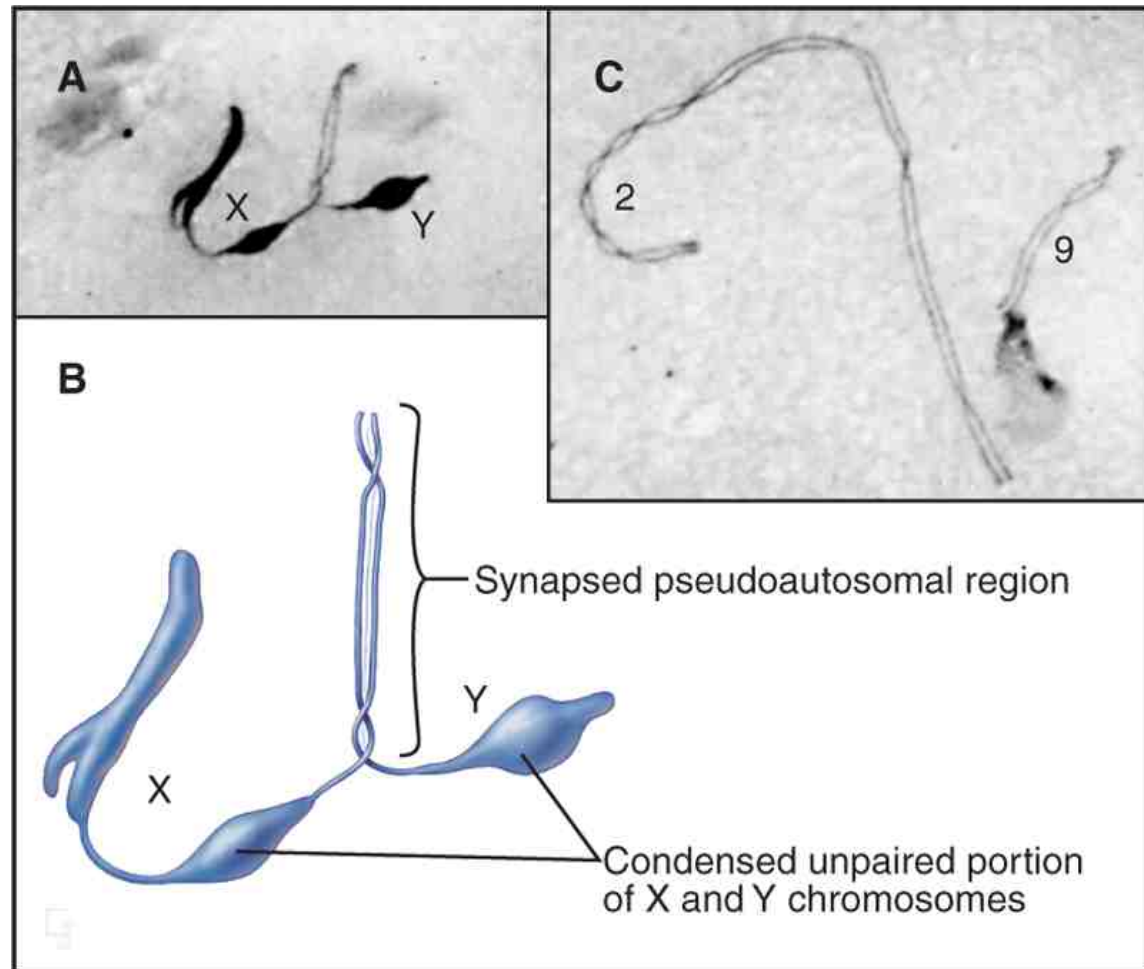 A
X
Y
C
2
9
B
Synapsed pseudoautosomal region
Y
X
Condensed unpaired portion
of X and Y chromosomes